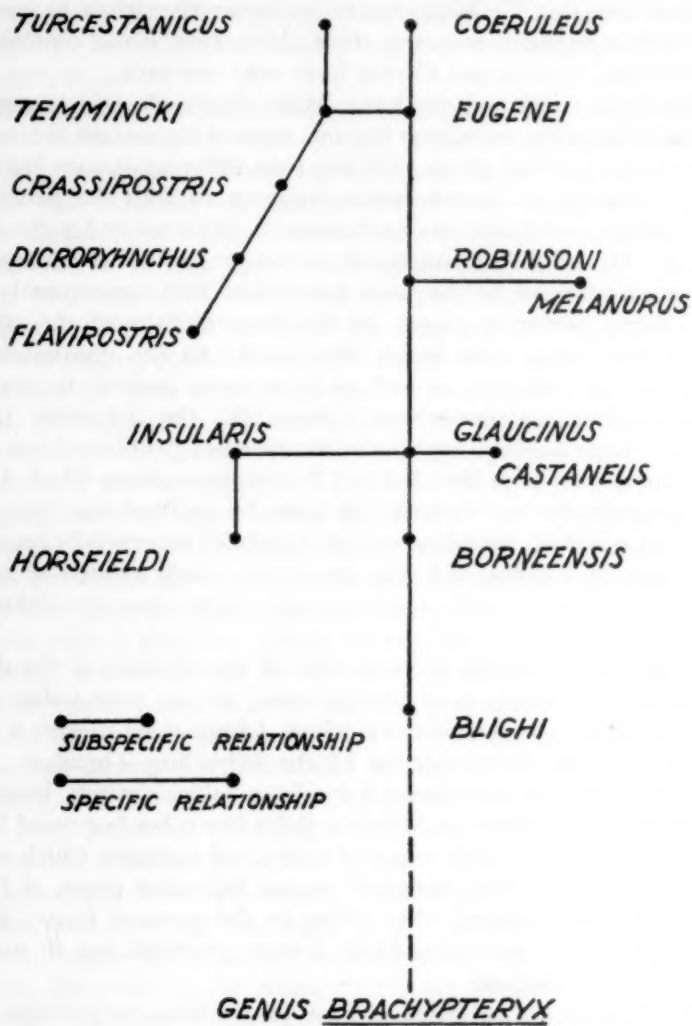 TURCESTANICUS
COERULEUS
TEMMINCKI
EUGENEI
CRASSIROSTRIS
DICRORYHNCHUS
ROBINSONI
MELANURUS
FLAVIROSTRIS
INSULARIS
GLAUCINUS
CASTANEUS
HORSFIELDI
BORNEENSIS
BLIGHI
SUBSPECIFIC RELATIONSHIP
SPECIFIC RELATIONSHIP
GENUS BRACHYPTERYX